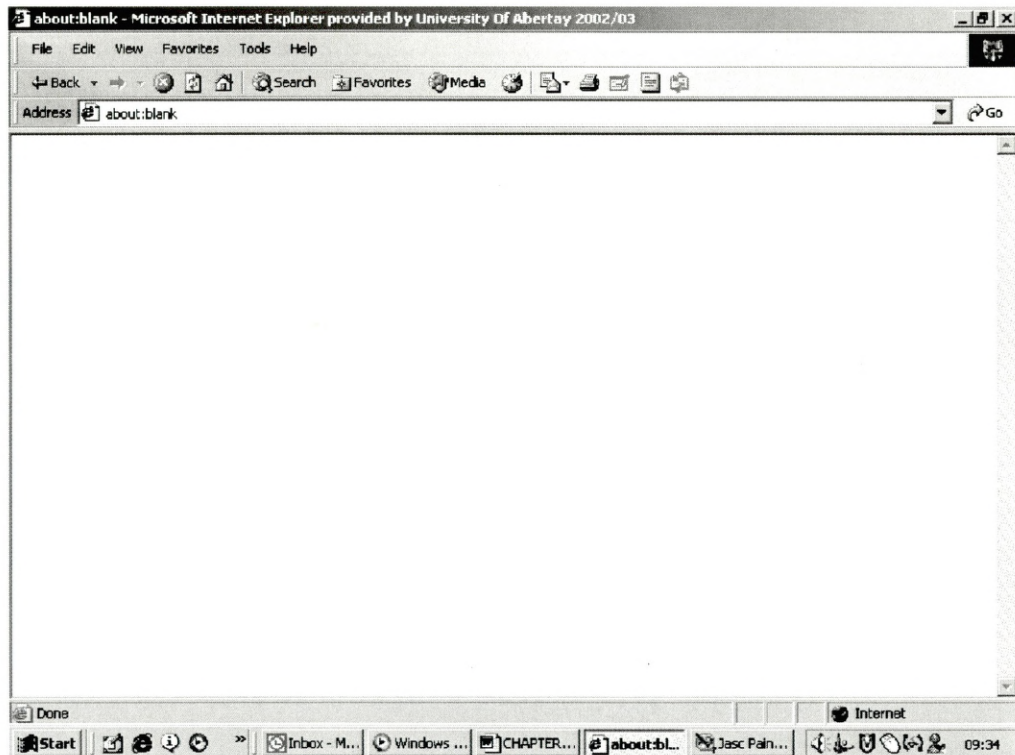 about:blank - Microsoft Internet Explorer provided by University Of Abertay 2002/03
File Edit View Favorites Tools Help
Back Search Favorites Media
Address about:blank Go
Done Internet
Start » Inbox - M... Windows ... CHAPTER... about:bl... Jasc Pain... 09:34